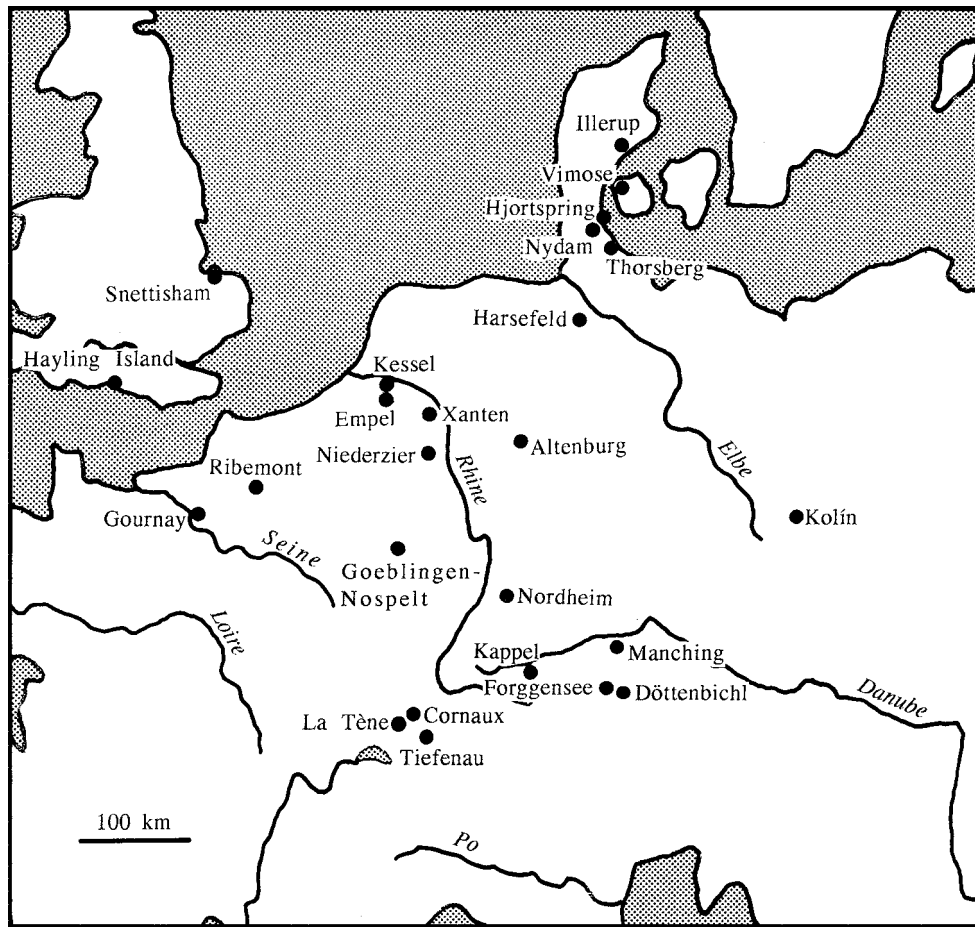 Illerup
Vimose
Hjortspring
Nydam
Thorsberg
Snettisham
Harsefeld
Hayling Island
Kessel
Empel
Xanten
Altenburg
Elbe
Niederzier
Rhine
Ribemont
Gournay
Kolín
Seine
Goeblingen-
Nospelt
Nordheim
Loire
Kappel
Manching
Forggensee
Döttenbichl
Danube
La Tène
Cornaux
Tiefenau
100 km
Po